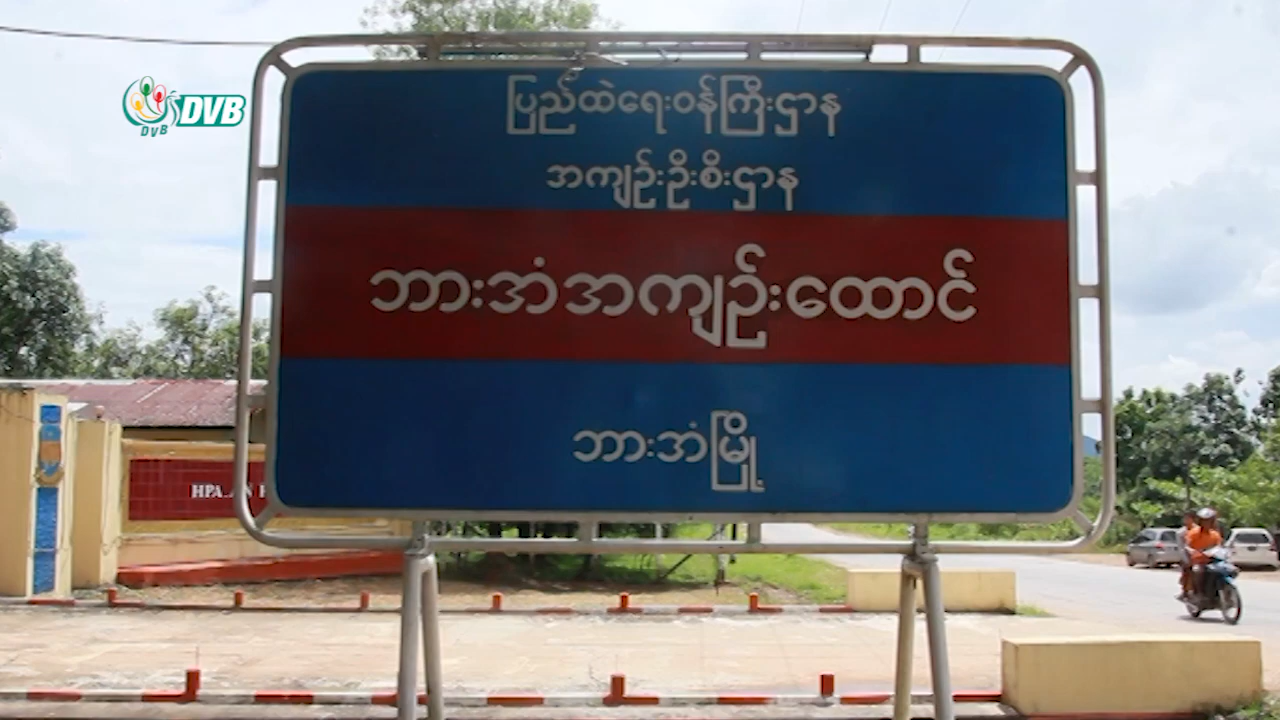 DVB
DVB
ပြည်ထဲရေးဝန်ကြီးဌာန
အကျဉ်းဦးစီးဌာန
ဘားအံအကျဉ်းထောင်
ဘားအံမြို့
HPA-AN